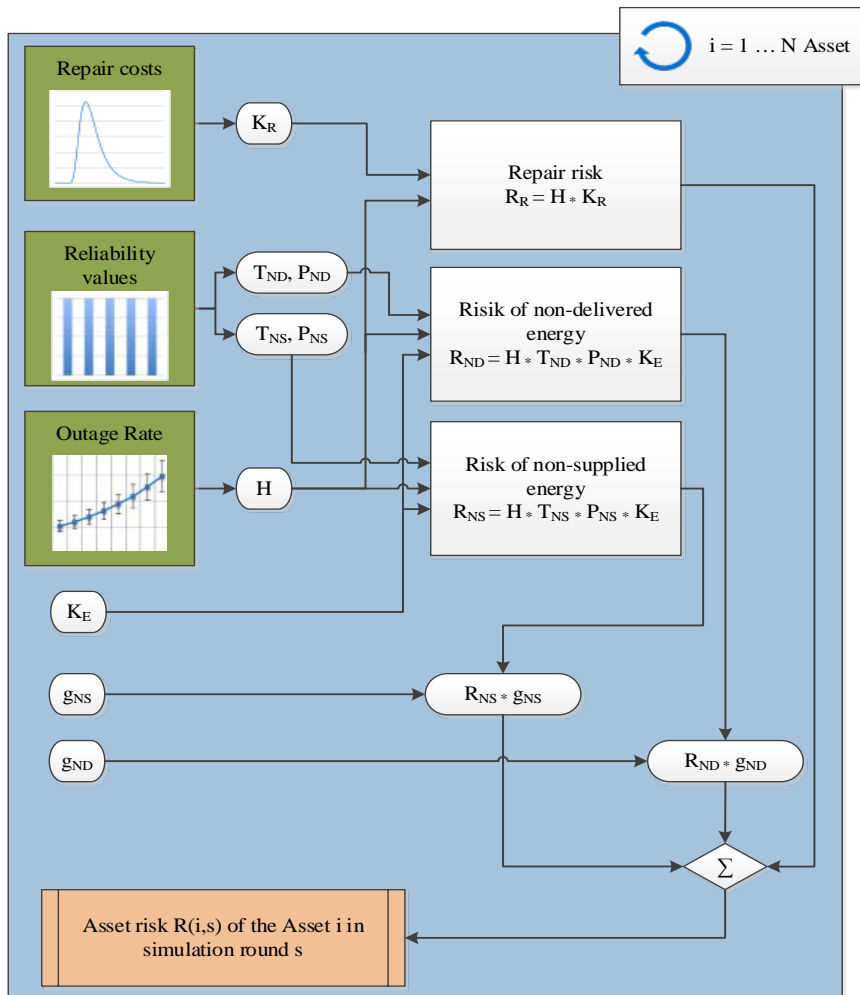 i = 1 … N Asset
Repair costs
K_R
Repair risk
R_R = H * K_R
Reliability
values
T_ND, P_ND
T_NS, P_NS
Risik of non-delivered
energy
R_ND = H * T_ND * P_ND * K_E
Outage Rate
H
Risk of non-supplied
energy
R_NS = H * T_NS * P_NS * K_E
K_E
g_NS
R_NS * g_NS
g_ND
R_ND * g_ND
Σ
Asset risk R(i,s) of the Asset i in
simulation round s